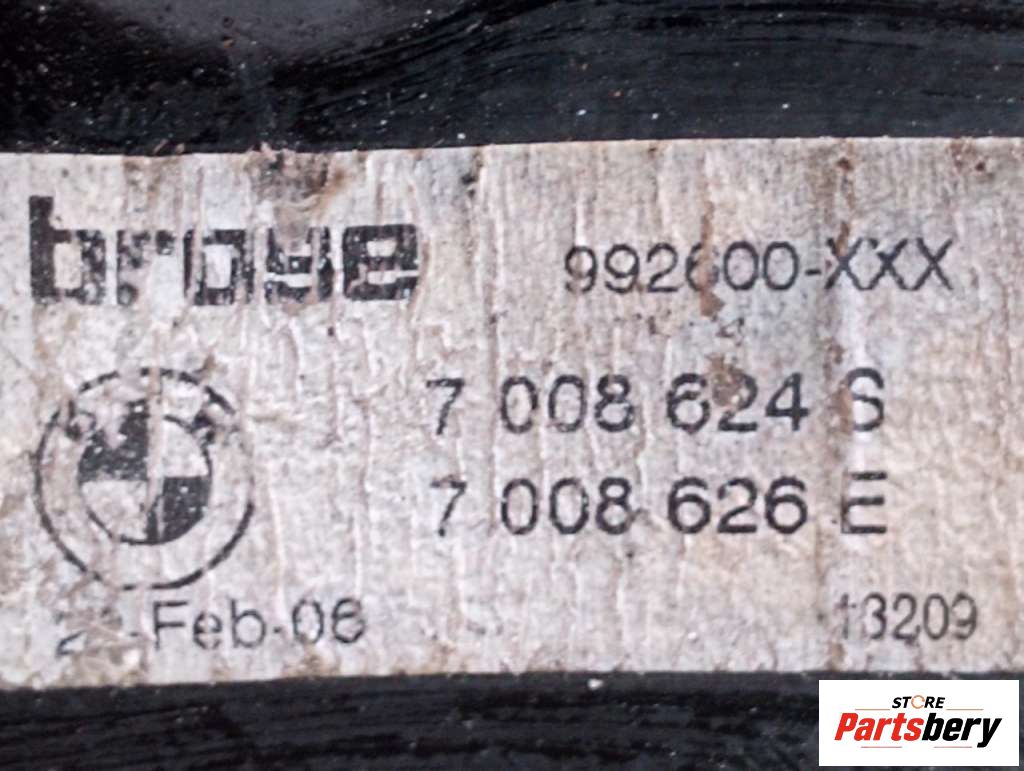 brose
992600-XXX
7 008 624 S
7 008 626 E
-Feb-06
13209
STORE
Partsbery